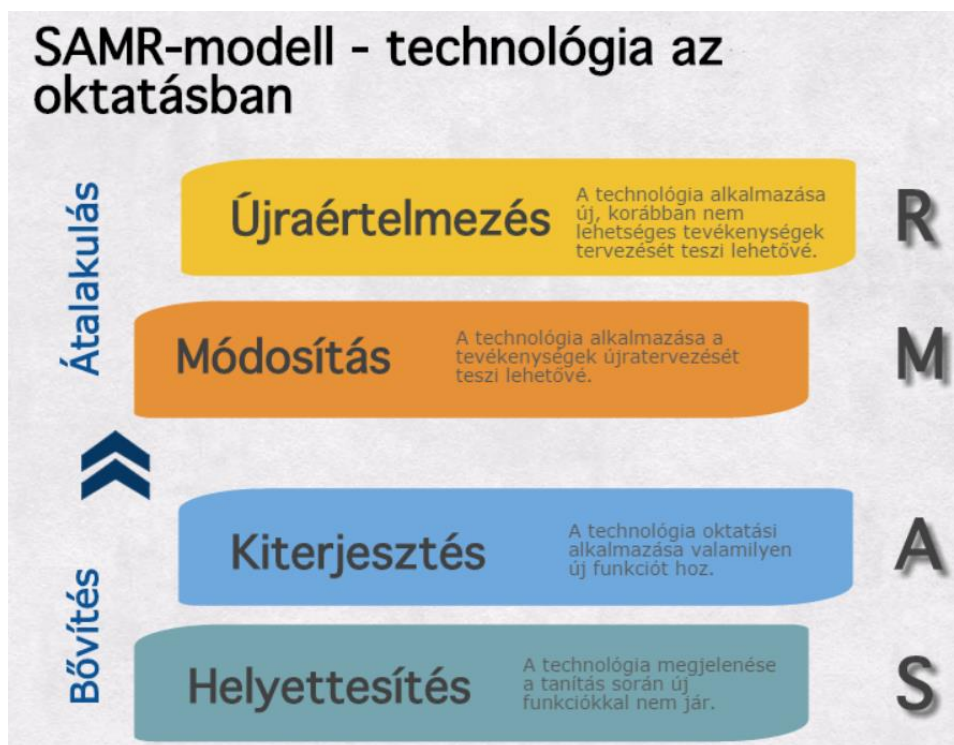 SAMR-modell - technológia az
oktatásban
Átalakulás
Újraértelmezés
A technológia alkalmazása
új, korábban nem
lehetséges tevékenységek
tervezését teszi lehetővé.
R
Módosítás
A technológia alkalmazása a
tevékenységek újratervezését
teszi lehetővé.
M
Bővítés
Kiterjesztés
A technológia oktatási
alkalmazása valamilyen
új funkciót hoz.
A
Helyettesítés
A technológia megjelenése
a tanítás során új
funkciókkal nem jár.
S